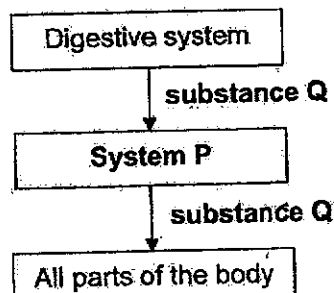 Digestive system
substance Q
System P
substance Q
All parts of the body